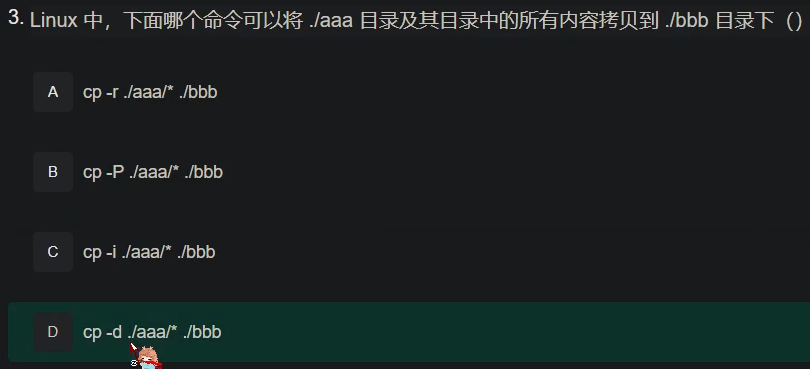 3. Linux 中，下面哪个命令可以将 ./aaa 目录及其目录中的所有内容拷贝到 ./bbb 目录下（）
A cp -r ./aaa/* ./bbb
B cp -P ./aaa/* ./bbb
C cp -i ./aaa/* ./bbb
D cp -d ./aaa/* ./bbb